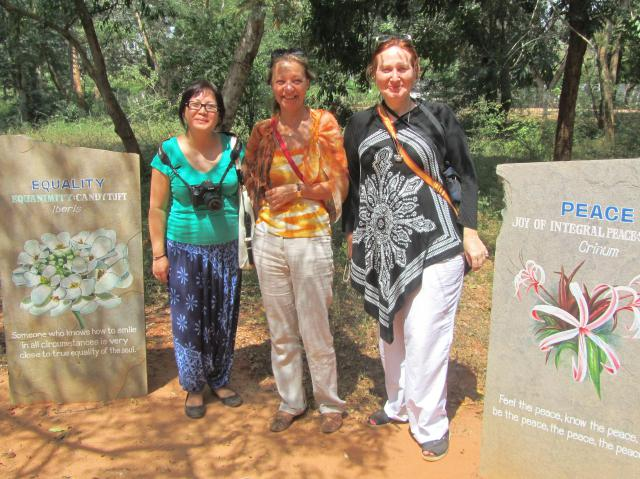 EQUALITY
EQUANIMITY-CANDYTUFT
Iberis
Someone who knows how to smile
in all circumstances is very
close to true equality of the soul.
PEACE
JOY OF INTEGRAL PEACE
Crinum
Feel the peace, know the peace,
be the peace, the peace, the peace